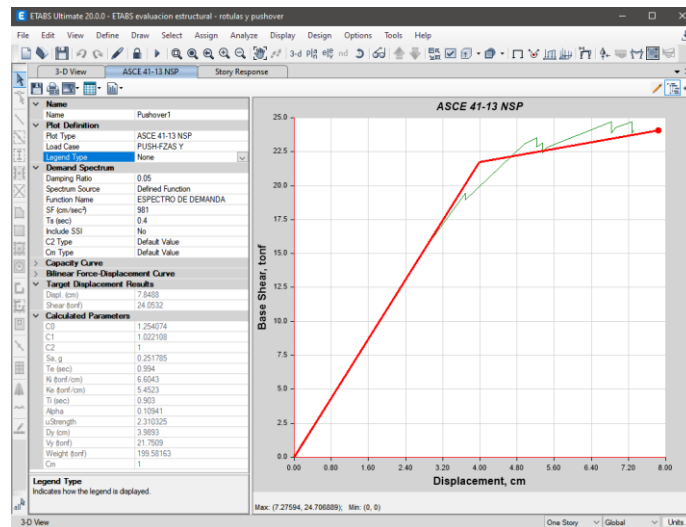 ETABS Ultimate 20.0.0 - ETABS evaluacion estructural - rotulas y pushover
File Edit View Define Draw Select Assign Analyze Display Design Options Tools Help
3-d
nd
3-D View
ASCE 41-13 NSP
Story Response
Name
Name Pushover1
Plot Definition
Plot Type ASCE 41-13 NSP
Load Case PUSH-FZAS Y
Legend Type None
Demand Spectrum
Damping Ratio 0.05
Spectrum Source Defined Function
Function Name ESPECTRO DE DEMANDA
SF (cm/sec²) 981
Ts (sec) 0.4
Include SSI No
C2 Type Default Value
Cm Type Default Value
Capacity Curve
Bilinear Force-Displacement Curve
Target Displacement Results
Displ. (cm) 7.8488
Shear (tonf) 24.0532
Calculated Parameters
C0 1.254074
C1 1.022108
C2 1
Sa, g 0.251785
Te (sec) 0.994
Ki (tonf/cm) 6.6043
Ke (tonf/cm) 5.4523
Ti (sec) 0.903
Alpha 0.10941
uStrength 2.310325
Dy (cm) 3.9893
Vy (tonf) 21.7509
Weight (tonf) 199.58163
Cm 1
Legend Type
Indicates how the legend is displayed.
ASCE 41-13 NSP
25.0
22.5
20.0
17.5
15.0
12.5
10.0
7.5
5.0
2.5
0.0
Base Shear, tonf
0.00 0.80 1.60 2.40 3.20 4.00 4.80 5.60 6.40 7.20 8.00
Displacement, cm
Max: (7.27594, 24.706889); Min: (0, 0)
all
3-D View
One Story Global Units.